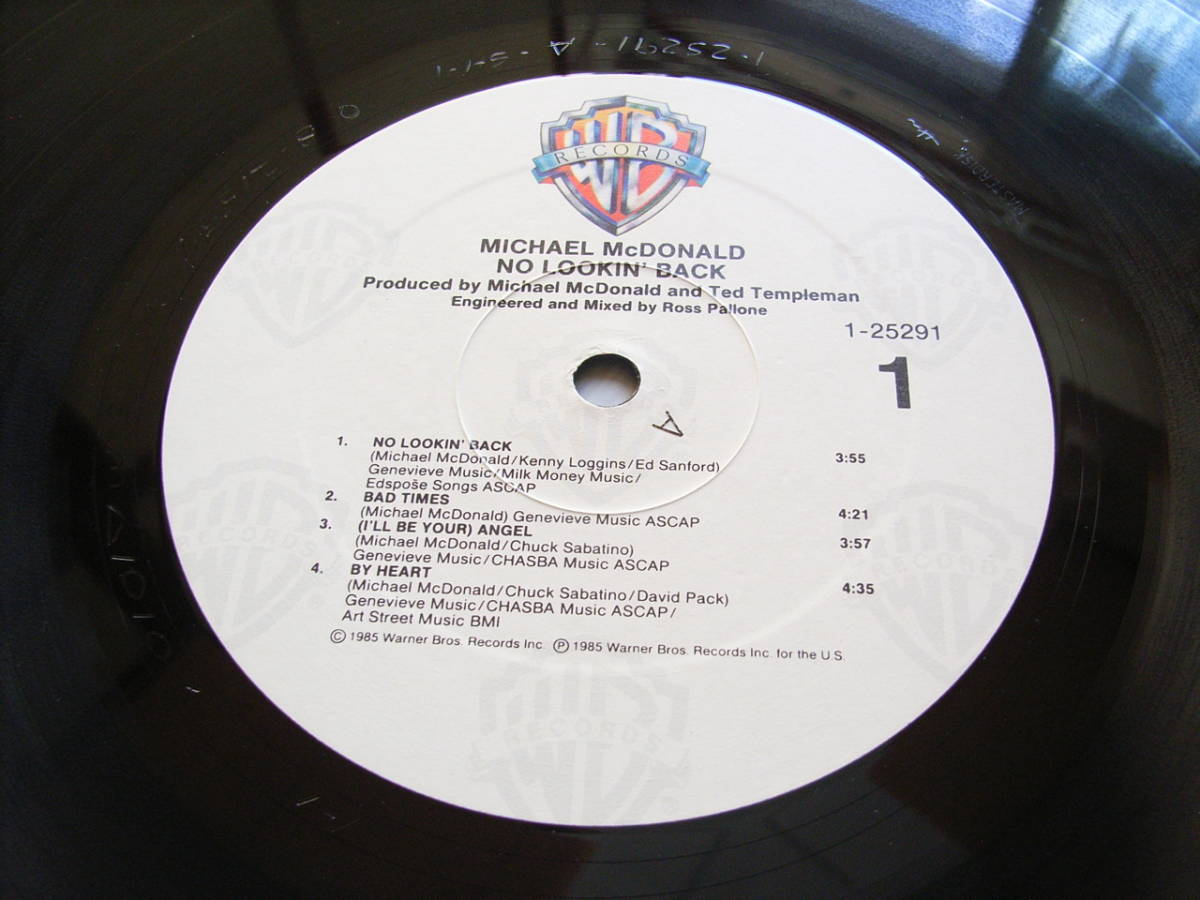 1-25291-A-SH-1
MASTERDISK
WB
RECORDS
MICHAEL McDONALD
NO LOOKIN' BACK
Produced by Michael McDonald and Ted Templeman
Engineered and Mixed by Ross Pallone
1-25291
1
A
1. NO LOOKIN' BACK
(Michael McDonald/Kenny Loggins/Ed Sanford) 3:55
Genevieve Music/Milk Money Music/
Edspoše Songs ASCAP
2. BAD TIMES
(Michael McDonald) Genevieve Music ASCAP 4:21
3. (I'LL BE YOUR) ANGEL
(Michael McDonald/Chuck Sabatino) 3:57
Genevieve Music/CHASBA Music ASCAP
4. BY HEART
(Michael McDonald/Chuck Sabatino/David Pack) 4:35
Genevieve Music/CHASBA Music ASCAP/
Art Street Music BMI
© 1985 Warner Bros. Records Inc. ℗ 1985 Warner Bros. Records Inc. for the U.S.